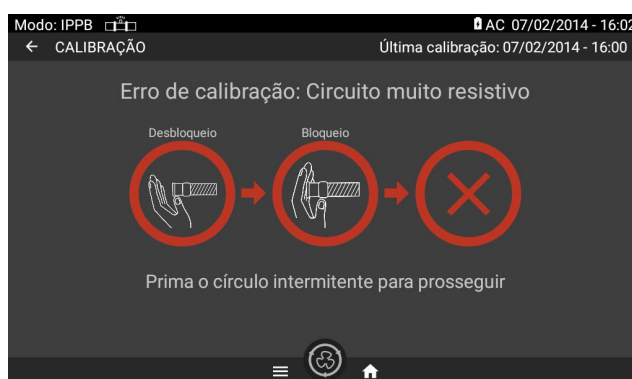 Modo: IPPB
AC 07/02/2014 - 16:02
CALIBRAÇÃO
Última calibração: 07/02/2014 - 16:00
Erro de calibração: Circuito muito resistivo
Desbloqueio
Bloqueio
Prima o círculo intermitente para prosseguir